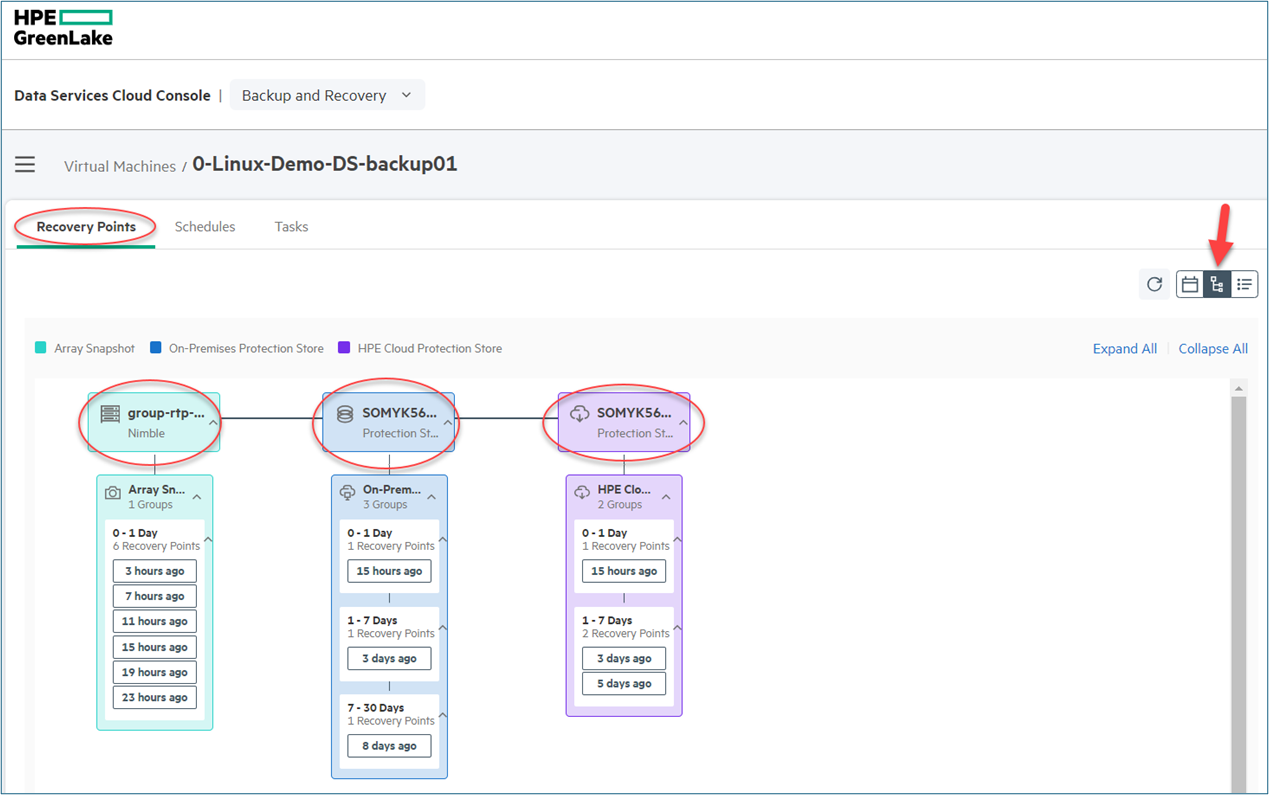 HPE
GreenLake
Data Services Cloud Console | Backup and Recovery
Virtual Machines / 0-Linux-Demo-DS-backup01
Recovery Points Schedules Tasks
Array Snapshot On-Premises Protection Store HPE Cloud Protection Store Expand All Collapse All
group-rtp-...
Nimble
SOMYK56...
Protection St...
SOMYK56...
Protection St...
Array Sn...
1 Groups
0 - 1 Day
6 Recovery Points
3 hours ago
7 hours ago
11 hours ago
15 hours ago
19 hours ago
23 hours ago
On-Prem...
3 Groups
0 - 1 Day
1 Recovery Points
15 hours ago
1 - 7 Days
1 Recovery Points
3 days ago
7 - 30 Days
1 Recovery Points
8 days ago
HPE Clo...
2 Groups
0 - 1 Day
1 Recovery Points
15 hours ago
1 - 7 Days
2 Recovery Points
3 days ago
5 days ago